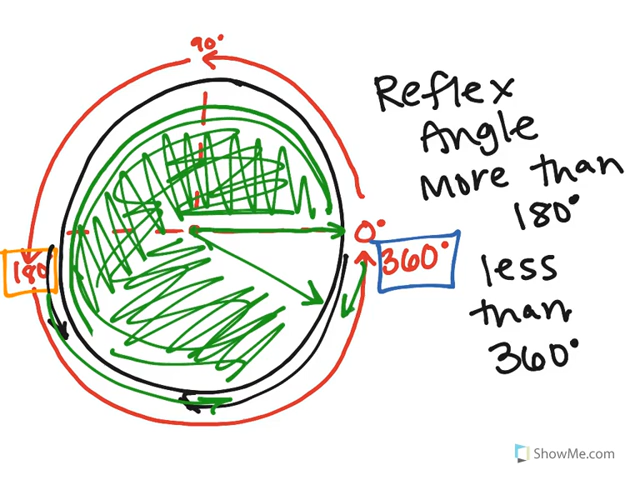 90°
Reflex
Angle
More than
180°
0°
180
360°
less
than
360°
ShowMe.com